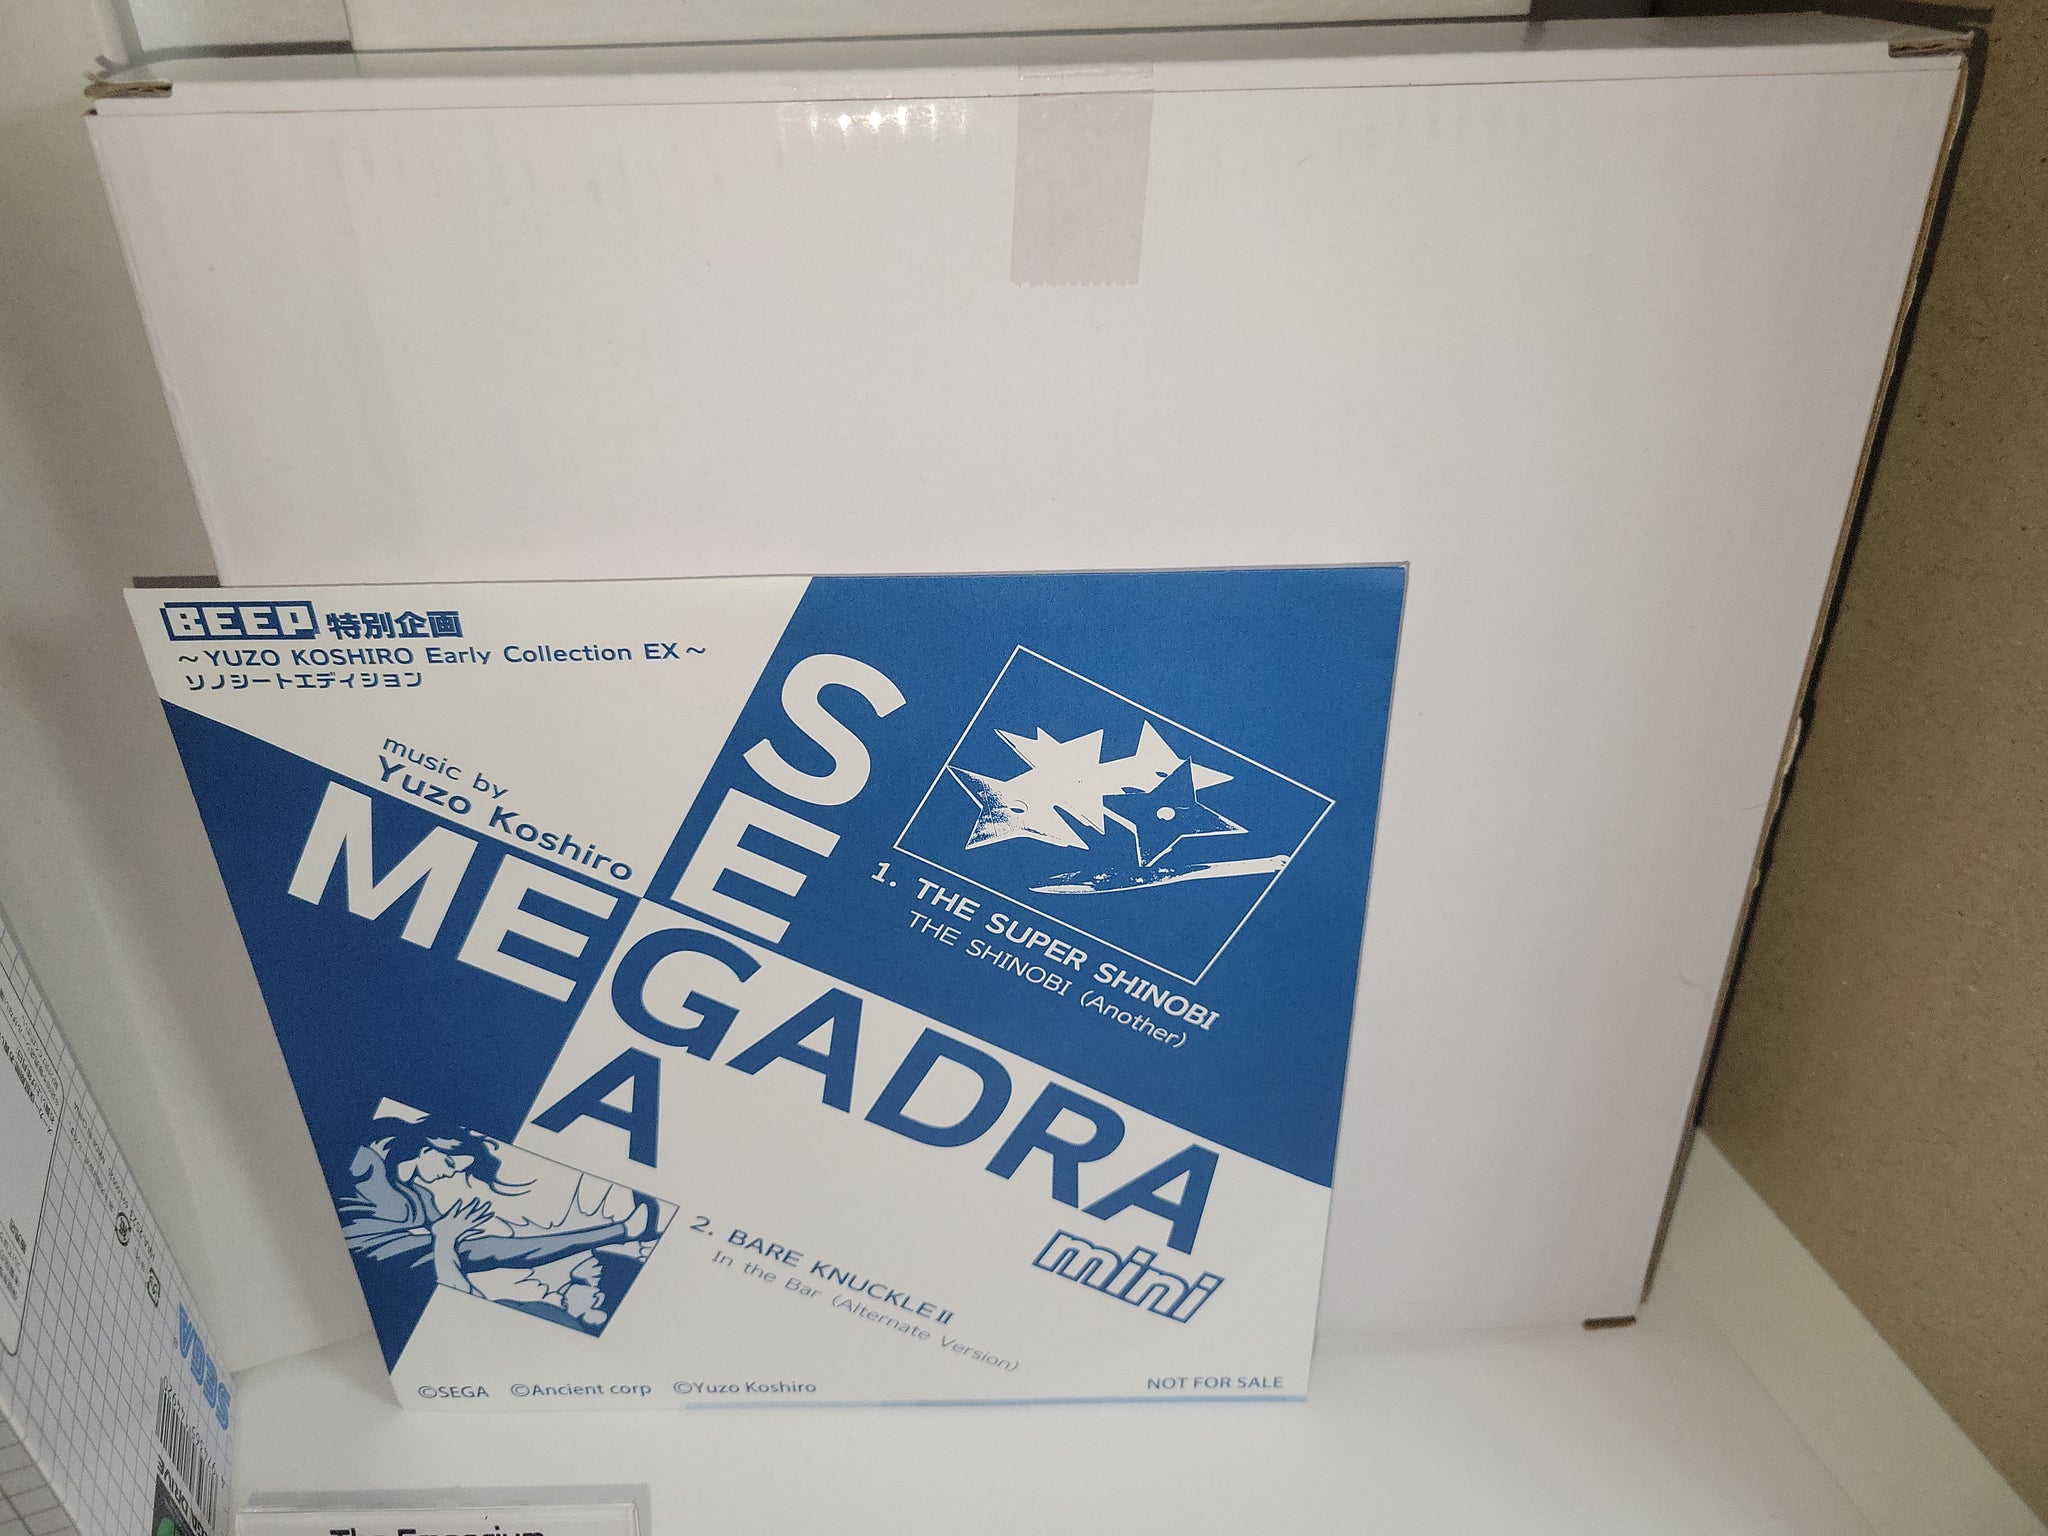 BEEP 特別企画
～YUZO KOSHIRO Early Collection EX～
ソノシートエディション
music by
Yuzo Koshiro
SEGA
MEGADRA
mini
1. THE SUPER SHINOBI
THE SHINOBI (Another)
2. BARE KNUCKLE II
In the Bar (Alternate Version)
©SEGA ©Ancient corp ©Yuzo Koshiro
NOT FOR SALE
SEGA
The Emporium